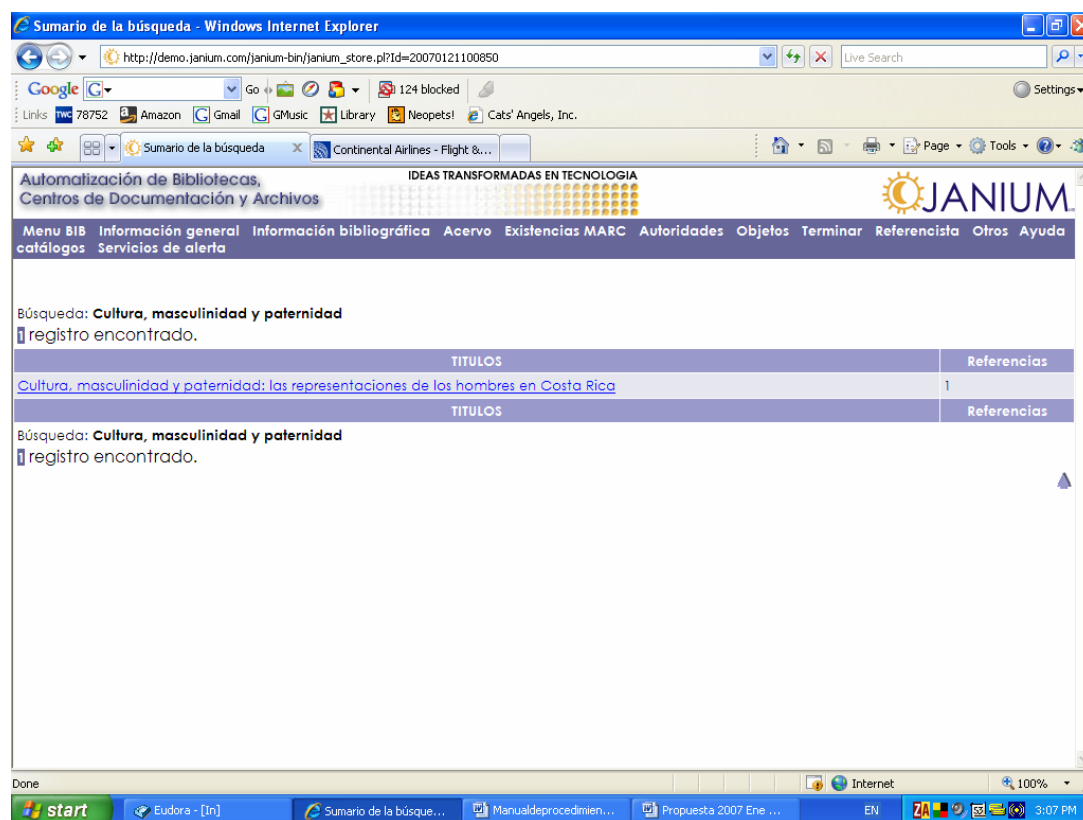 Sumario de la búsqueda - Windows Internet Explorer
http://demo.janium.com/janium-bin/janium_store.pl?Id=20070121100850
Live Search
Google G
Go
124 blocked
Settings
Links TWC 78752 Amazon G Gmail G GMusic Library Neopets! Cats' Angels, Inc.
Sumario de la búsqueda X Continental Airlines - Flight &...
Page Tools
Automatización de Bibliotecas,
Centros de Documentación y Archivos
IDEAS TRANSFORMADAS EN TECNOLOGIA
JANIUM.
Menu BIB Información general Información bibliográfica Acervo Existencias MARC Autoridades Objetos Terminar Referencista Otros Ayuda
catálogos Servicios de alerta
Búsqueda: Cultura, masculinidad y paternidad
1 registro encontrado.
TITULOS Referencias
Cultura, masculinidad y paternidad: las representaciones de los hombres en Costa Rica 1
TITULOS Referencias
Búsqueda: Cultura, masculinidad y paternidad
1 registro encontrado.
Done Internet 100%
start Eudora - [In] Sumario de la búsque... Manualdeprocedimien... Propuesta 2007 Ene ... EN ZA 3:07 PM